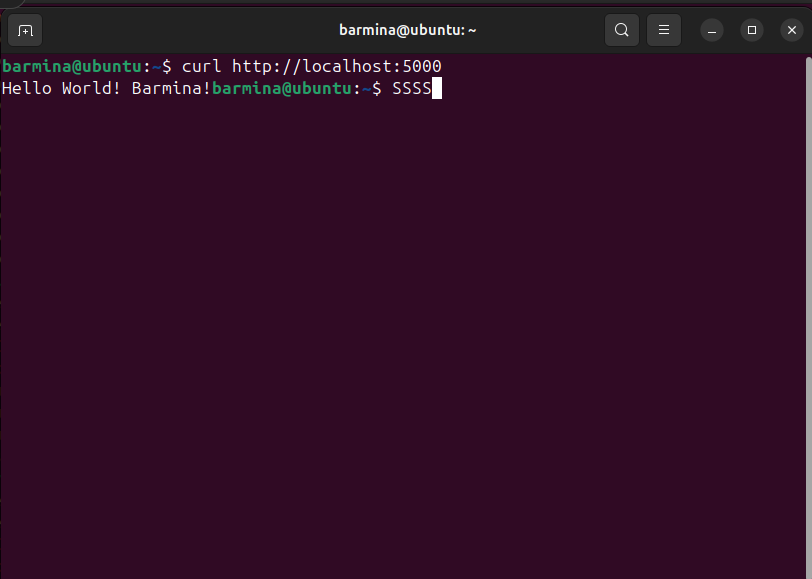 barmina@ubuntu: ~
barmina@ubuntu:~$ curl http://localhost:5000
Hello World! Barmina!barmina@ubuntu:~$ SSSS